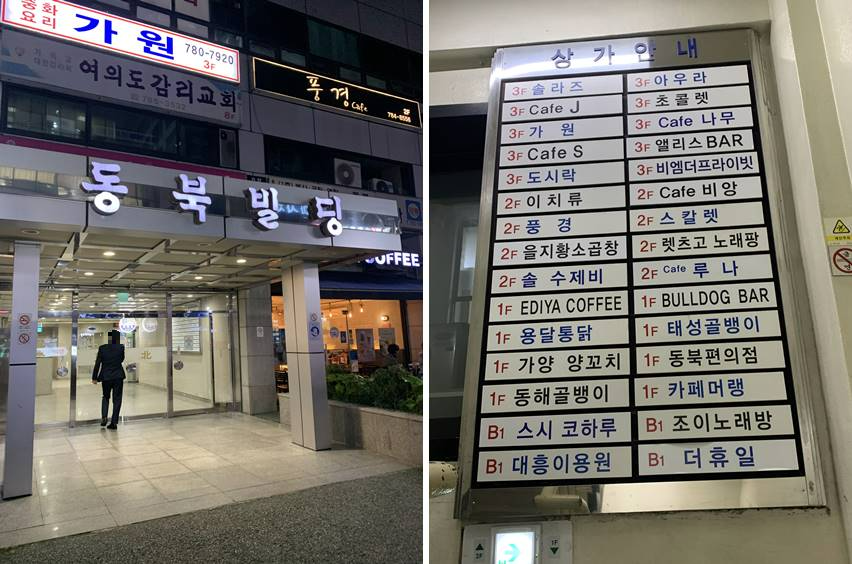 중화
요리
가 원
780-7920
3F
여의도감리교회
8F
풍경 Cafe
2F
동북빌딩
COFFEE
北
상가안내
3F 솔라즈
3F 아우라
3F Cafe J
3F 초콜렛
3F 가 원
3F Cafe 나무
3F Cafe S
3F 앨리스 BAR
3F 도시락
3F 비엠더프라이빗
2F 이치류
2F Cafe 비앙
2F 풍 경
2F 스칼렛
2F 을지황소곱창
2F 렛츠고 노래팡
2F 솔 수제비
2F Cafe 루 나
1F EDIYA COFFEE
1F BULLDOG BAR
1F 용달통닭
1F 태성골뱅이
1F 가양 양꼬치
1F 동북편의점
1F 동해골뱅이
1F 카페머랭
B1 스시 코하루
B1 조이노래방
B1 대흥이용원
B1 더휴일
▲
2F
1F
▼